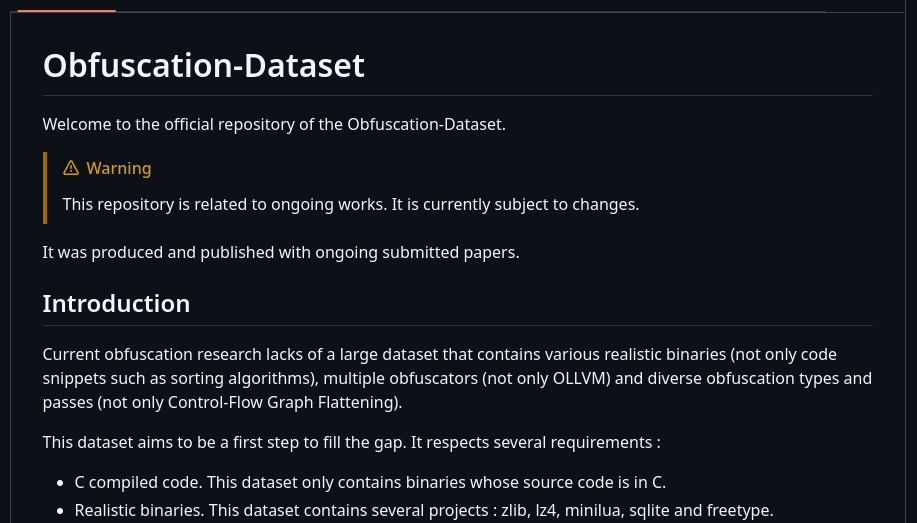 Obfuscation-Dataset
Welcome to the official repository of the Obfuscation-Dataset.
Warning
This repository is related to ongoing works. It is currently subject to changes.
It was produced and published with ongoing submitted papers.
Introduction
Current obfuscation research lacks of a large dataset that contains various realistic binaries (not only code
snippets such as sorting algorithms), multiple obfuscators (not only OLLVM) and diverse obfuscation types and
passes (not only Control-Flow Graph Flattening).
This dataset aims to be a first step to fill the gap. It respects several requirements :
• C compiled code. This dataset only contains binaries whose source code is in C.
• Realistic binaries. This dataset contains several projects : zlib, lz4, minilua, sqlite and freetype.